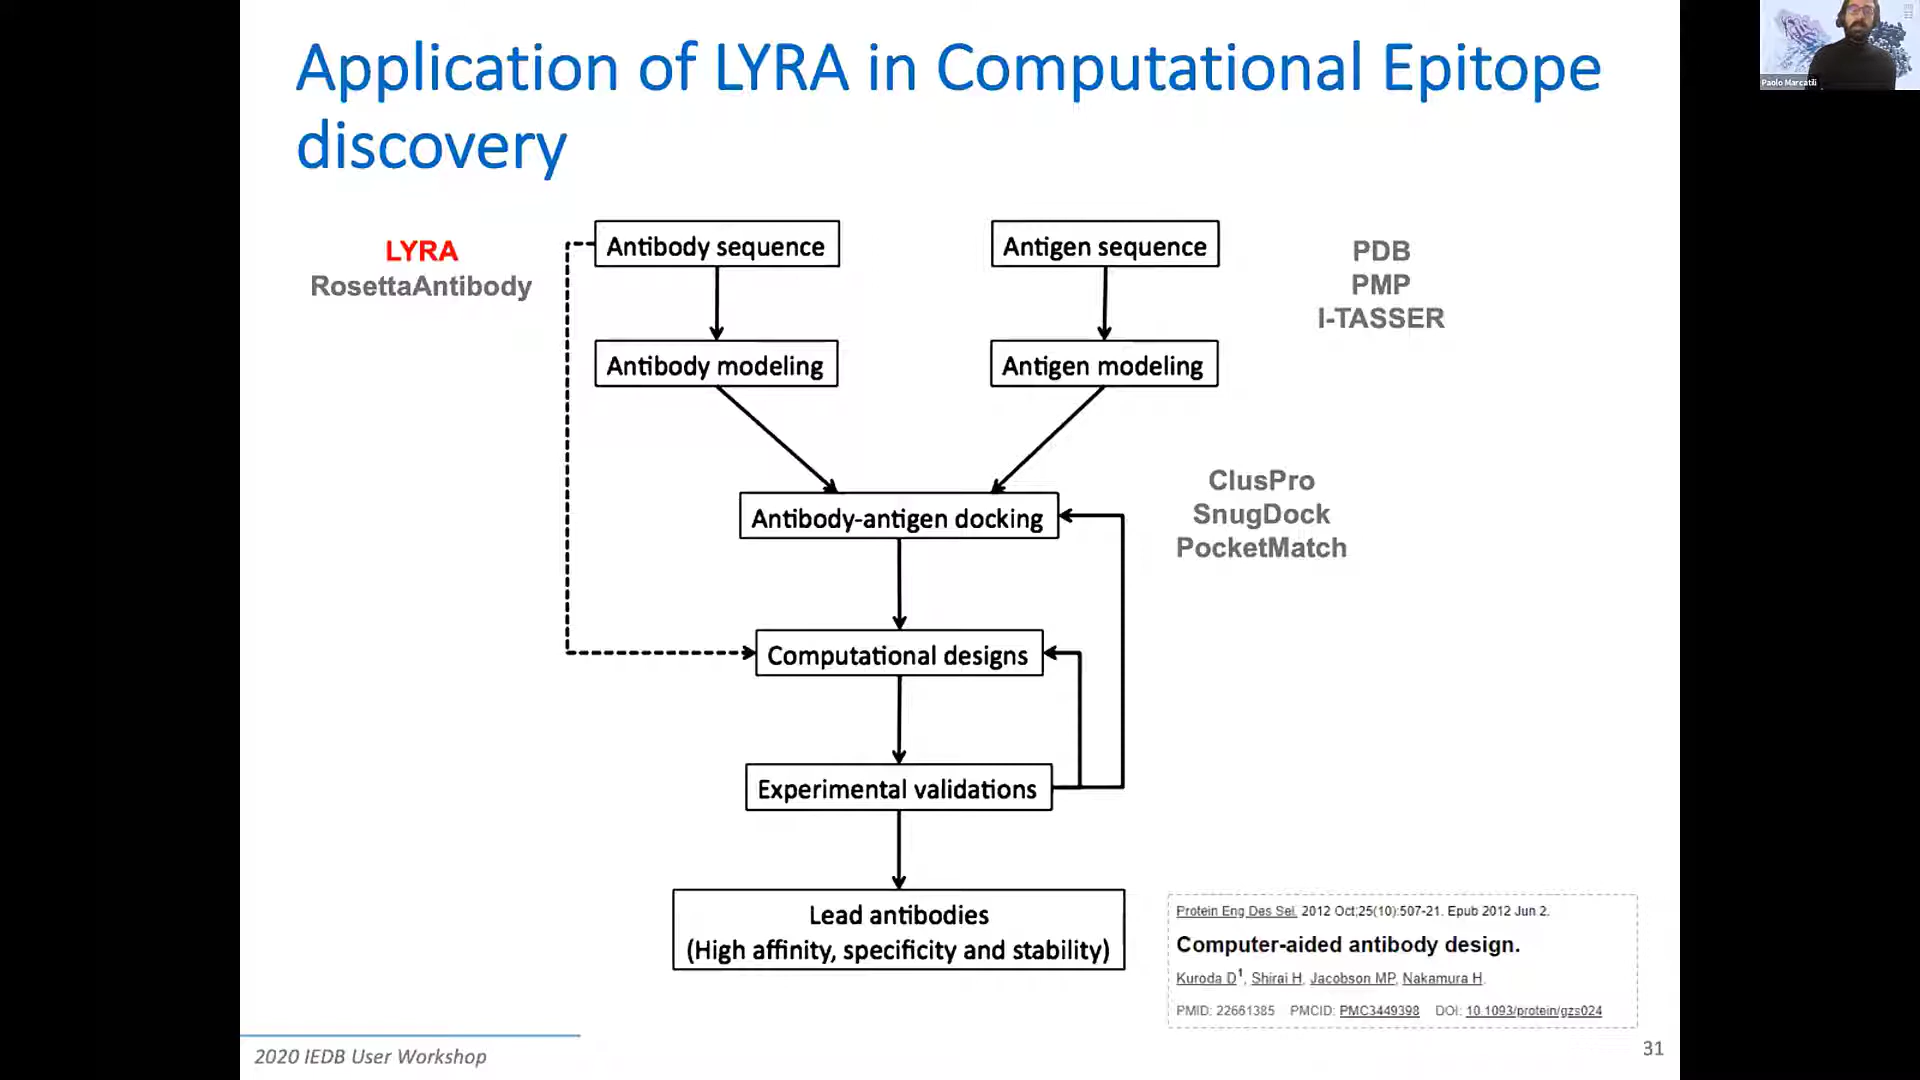 Application of LYRA in Computational Epitope
discovery
LYRA
RosettaAntibody
Antibody sequence
Antigen sequence
PDB
PMP
I-TASSER
Antibody modeling
Antigen modeling
ClusPro
SnugDock
PocketMatch
Antibody-antigen docking
Computational designs
Experimental validations
Lead antibodies
(High affinity, specificity and stability)
Protein Eng Des Sel. 2012 Oct;25(10):507-21. Epub 2012 Jun 2.
Computer-aided antibody design.
Kuroda D1, Shirai H, Jacobson MP, Nakamura H.
PMID: 22661385 PMCID: PMC3449398 DOI: 10.1093/protein/gzs024
2020 IEDB User Workshop
31
Paolo Marcatili